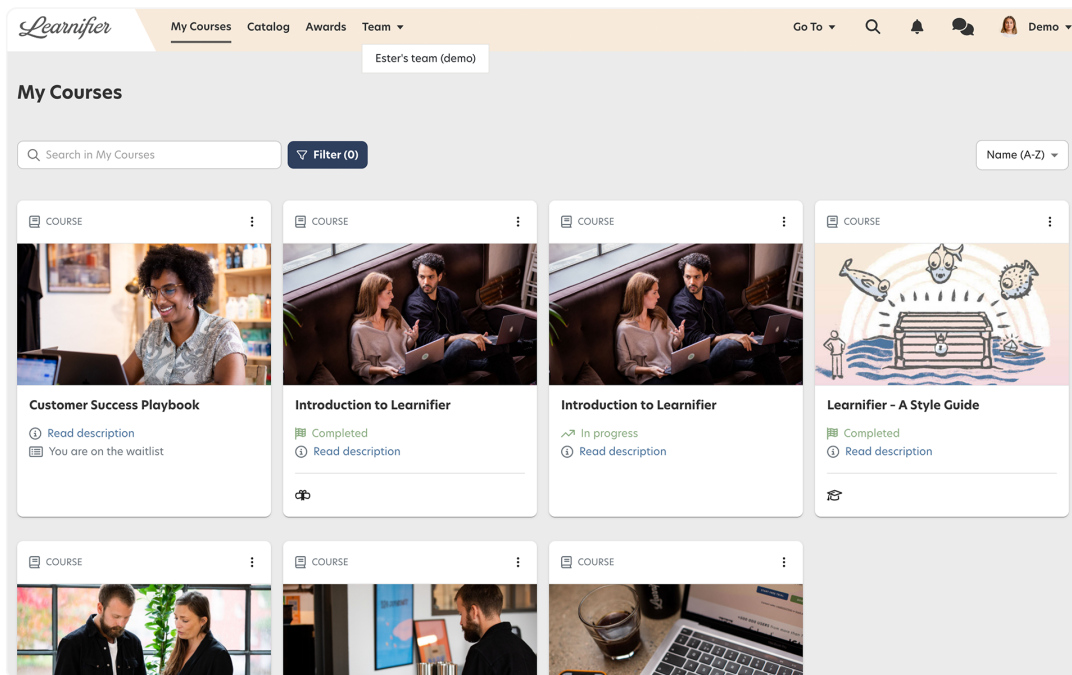 Learnifier
My Courses Catalog Awards Team Go To Demo
Ester's team (demo)
My Courses
Search in My Courses
Filter (0)
Name (A-Z)
COURSE COURSE COURSE COURSE
Customer Success Playbook
Read description
You are on the waitlist
Introduction to Learnifier
Completed
Read description
Introduction to Learnifier
In progress
Read description
Learnifier – A Style Guide
Completed
Read description
COURSE COURSE COURSE